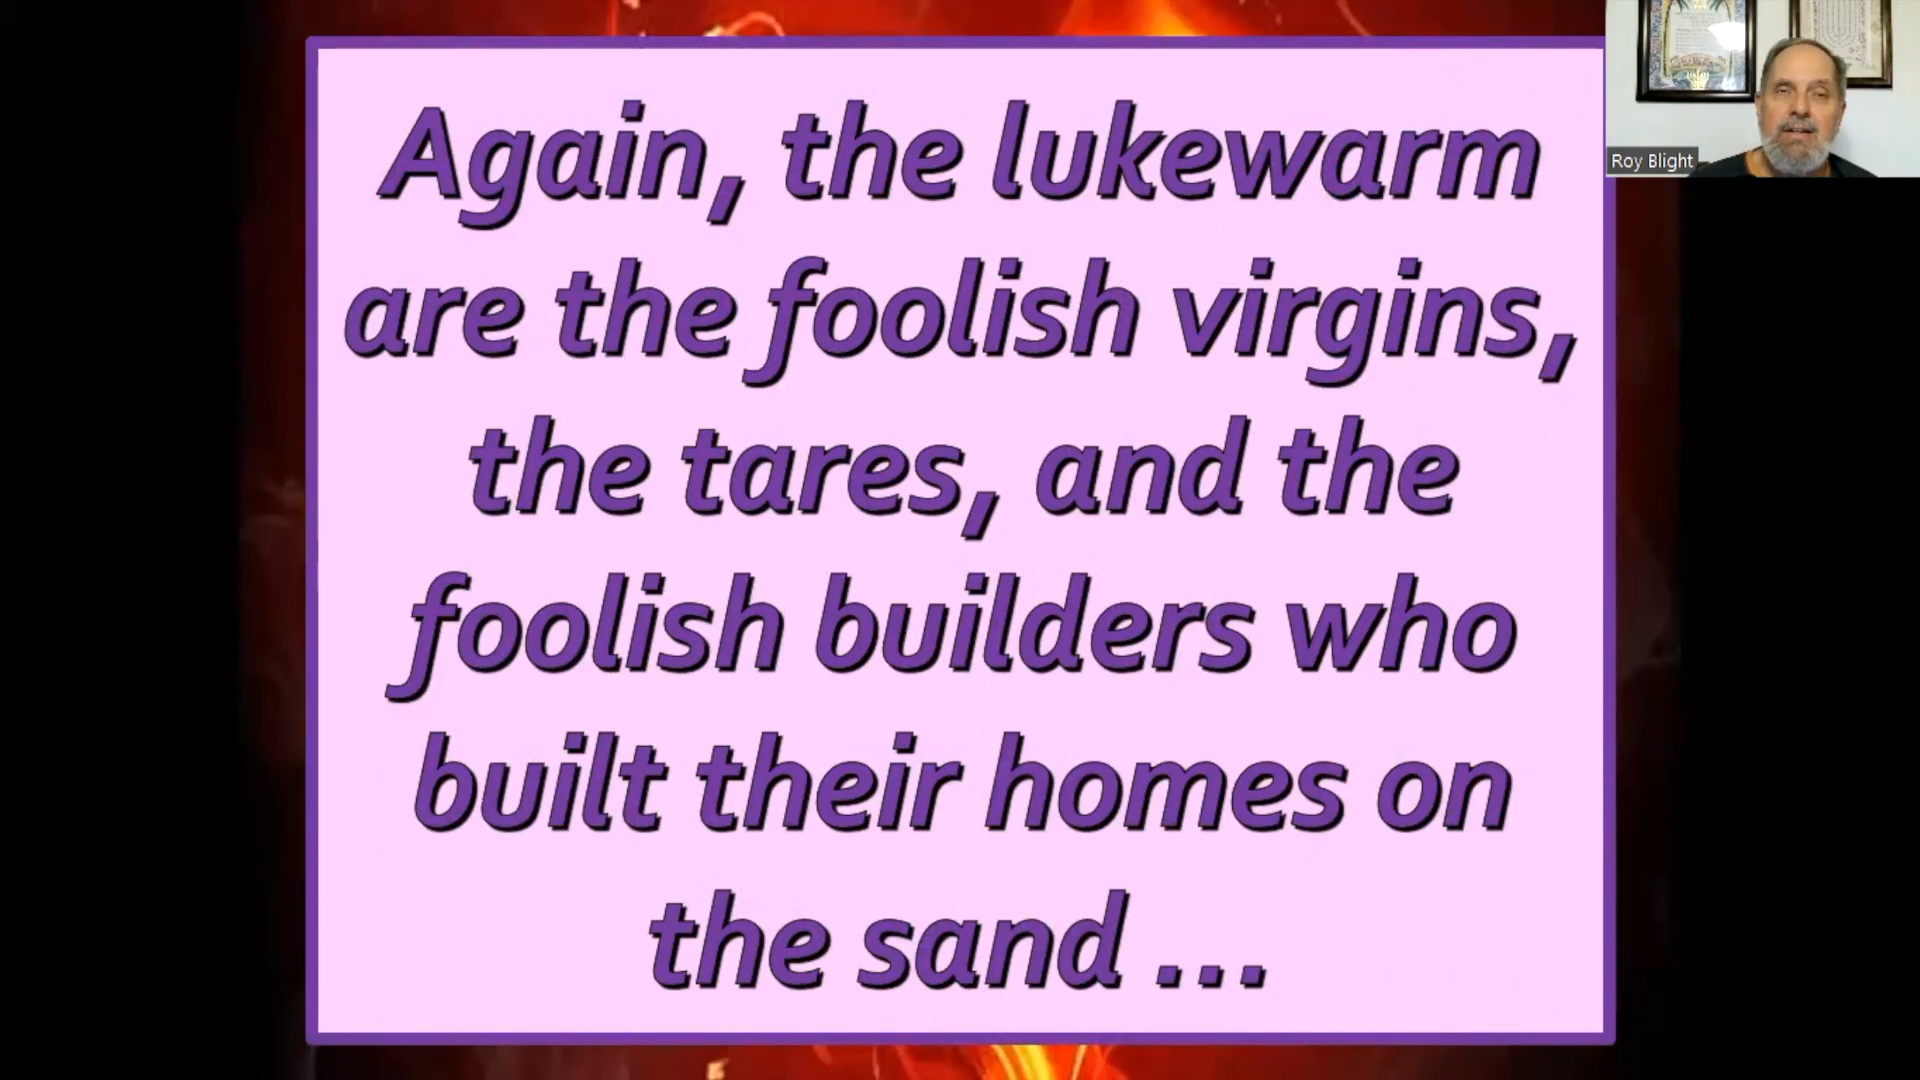 Again, the lukewarm
are the foolish virgins,
the tares, and the
foolish builders who
built their homes on
the sand ...
Roy Blight